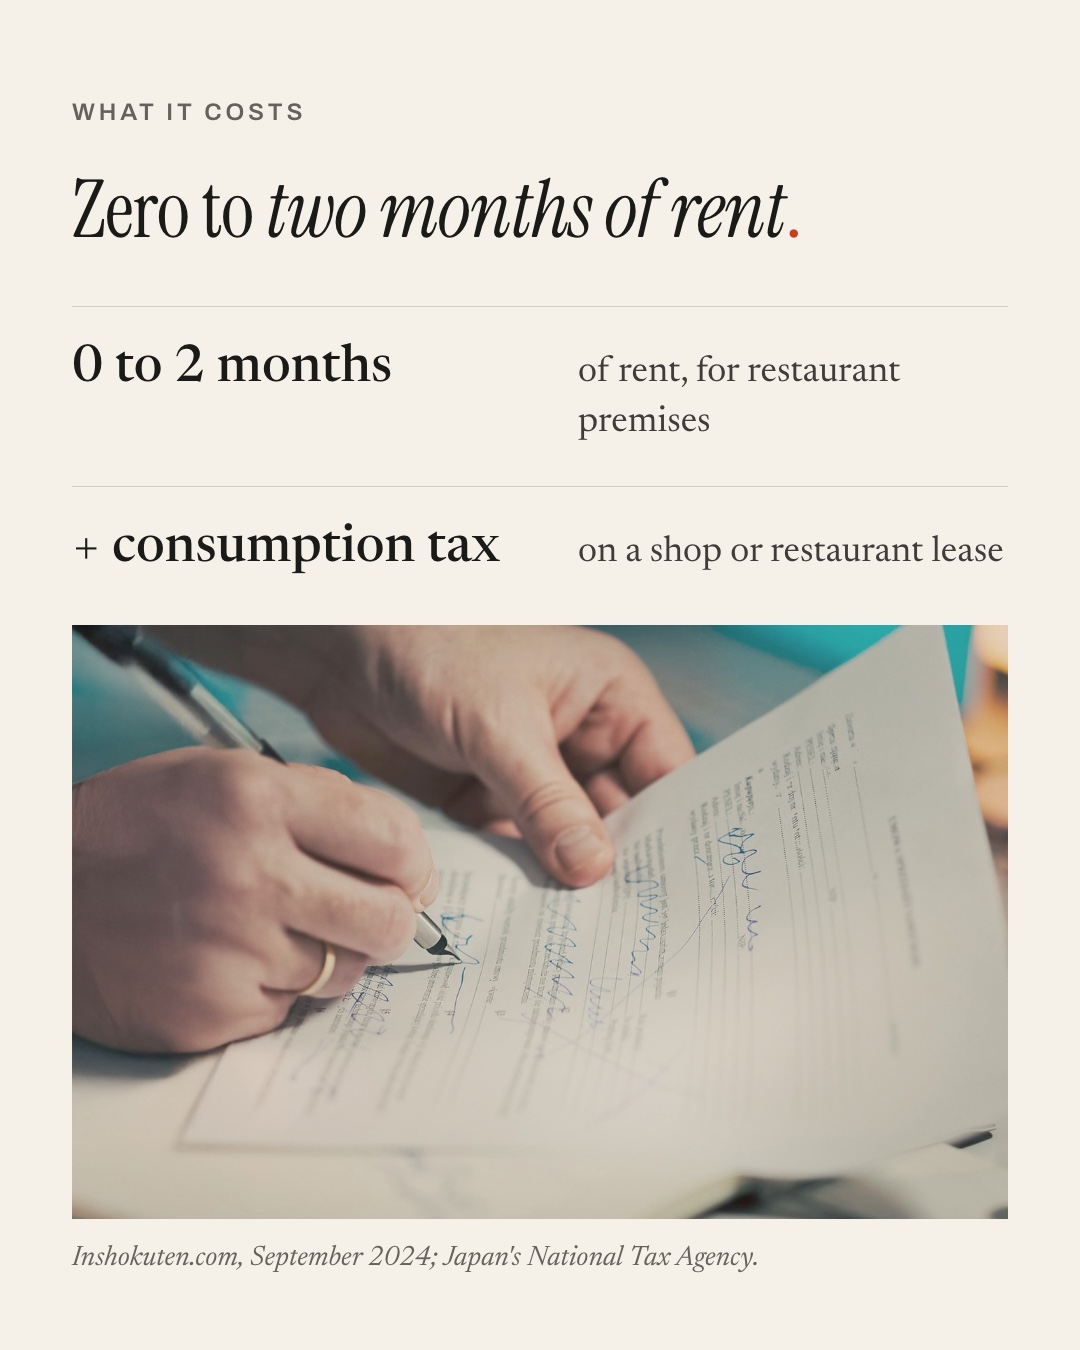 WHAT IT COSTS
Zero to two months of rent.
0 to 2 months
of rent, for restaurant
premises
+ consumption tax
on a shop or restaurant lease
Inshokuten.com, September 2024; Japan's National Tax Agency.